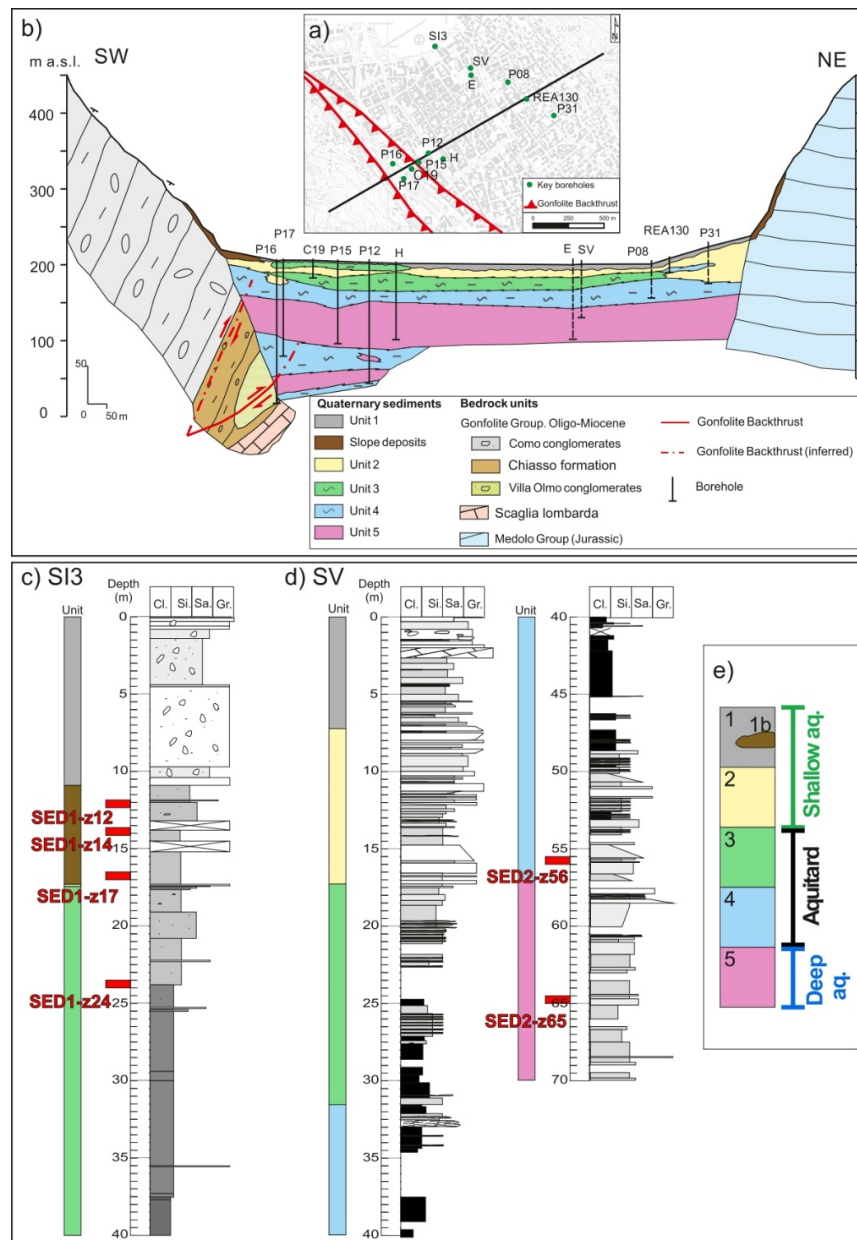 b)
SW
m a.s.l.
a)
N
COMO
SI3
SV
E
P08
REA130
P31
P12
P16
P15
H
C19
P17
Key boreholes
Gonfolite Backthrust
0 250 500 m
NE
400
300
200
100
0
P17
P16
C19
P15
P12
H
E
SV
P08
REA130
P31
50
0
50 m
Quaternary sediments
Unit 1
Slope deposits
Unit 2
Unit 3
Unit 4
Unit 5
Bedrock units
Gonfolite Group. Oligo-Miocene
Como conglomerates
Chiasso formation
Villa Olmo conglomerates
Scaglia lombarda
Medolo Group (Jurassic)
Gonfolite Backthrust
Gonfolite Backthrust (inferred)
Borehole
c) SI3
Depth
(m)
Unit
Cl. Si. Sa. Gr.
0
5
10
15
20
25
30
35
40
SED1-z12
SED1-z14
SED1-z17
SED1-z24
d) SV
Depth
(m)
Unit
Cl. Si. Sa. Gr.
0
5
10
15
20
25
30
35
40
Depth
(m)
Unit
Cl. Si. Sa. Gr.
40
45
50
55
60
65
70
SED2-z56
SED2-z65
e)
1
1b
2
3
4
5
Shallow aq.
Aquitard
Deep
aq.